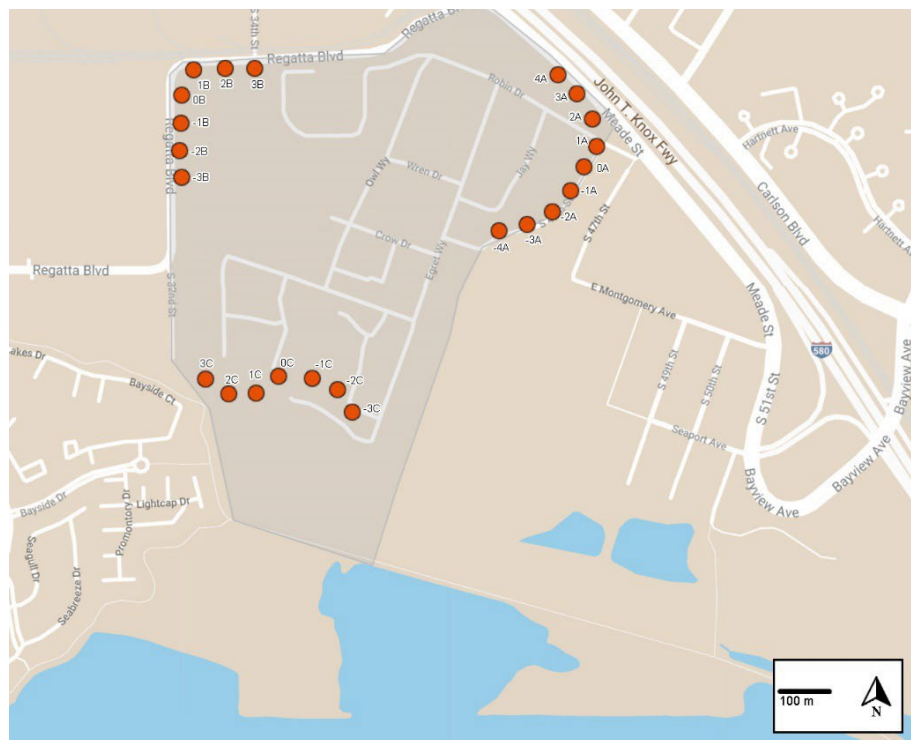 Regatta Blvd
S 34th St
Regatta Blvd
1B
2B
3B
0B
-1B
-2B
-3B
Regatta Blvd
Regatta Blvd
S 32nd St
Robin Dr
Owl Wy
Wren Dr
Jay Wy
Crow Dr
Egret Wy
4A
3A
2A
1A
0A
-1A
-2A
-3A
-4A
John T. Knox Fwy
Meade St
Hartnett Ave
Carlson Blvd
Hartnett Ave
S 47th St
E Montgomery Ave
Meade St
580
S 49th St
S 50th St
S 51st St
Seaport Ave
Bayview Ave
Bayview Ave
Bayview Ave
3C
2C
1C
0C
-1C
-2C
-3C
akes Dr
Bayside Ct
Bayside Dr
Lightcap Dr
Promontory Dr
Seagull Dr
Seabreeze Dr
100 m
N